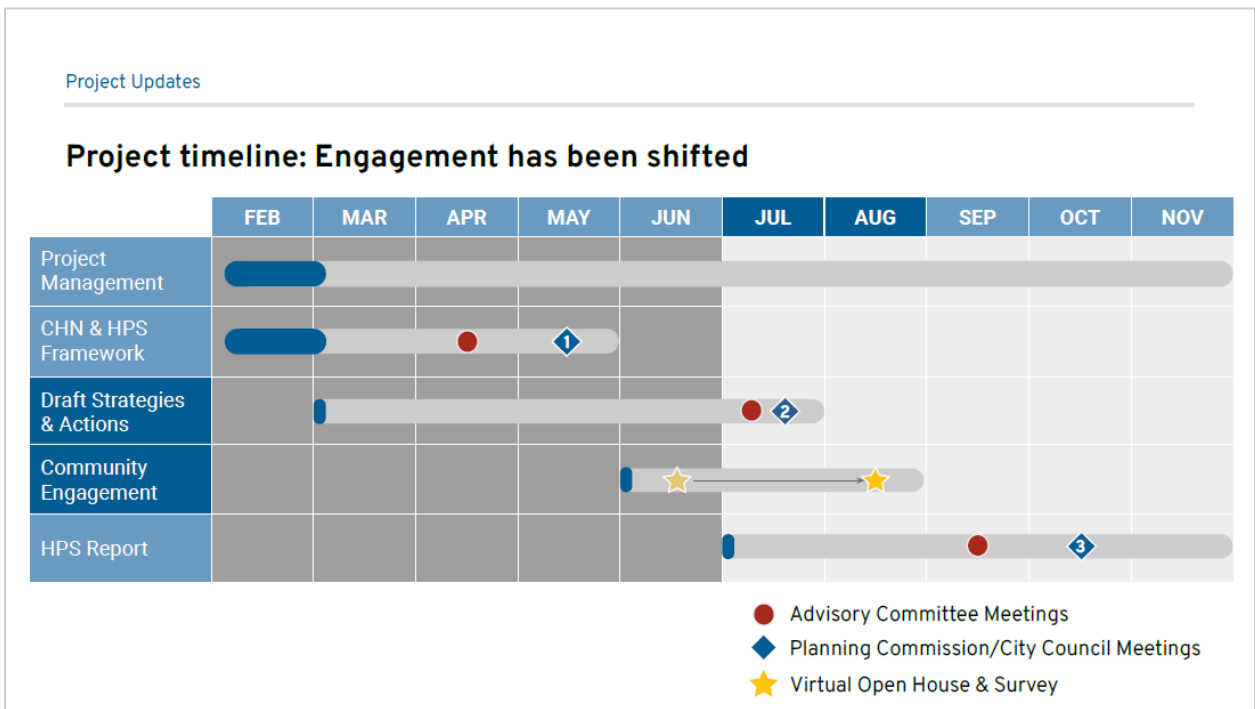 Project Updates
Project timeline: Engagement has been shifted
FEB MAR APR MAY JUN JUL AUG SEP OCT NOV
Project
Management
CHN & HPS
Framework
1
Draft Strategies
& Actions
2
Community
Engagement
HPS Report
3
Advisory Committee Meetings
Planning Commission/City Council Meetings
Virtual Open House & Survey